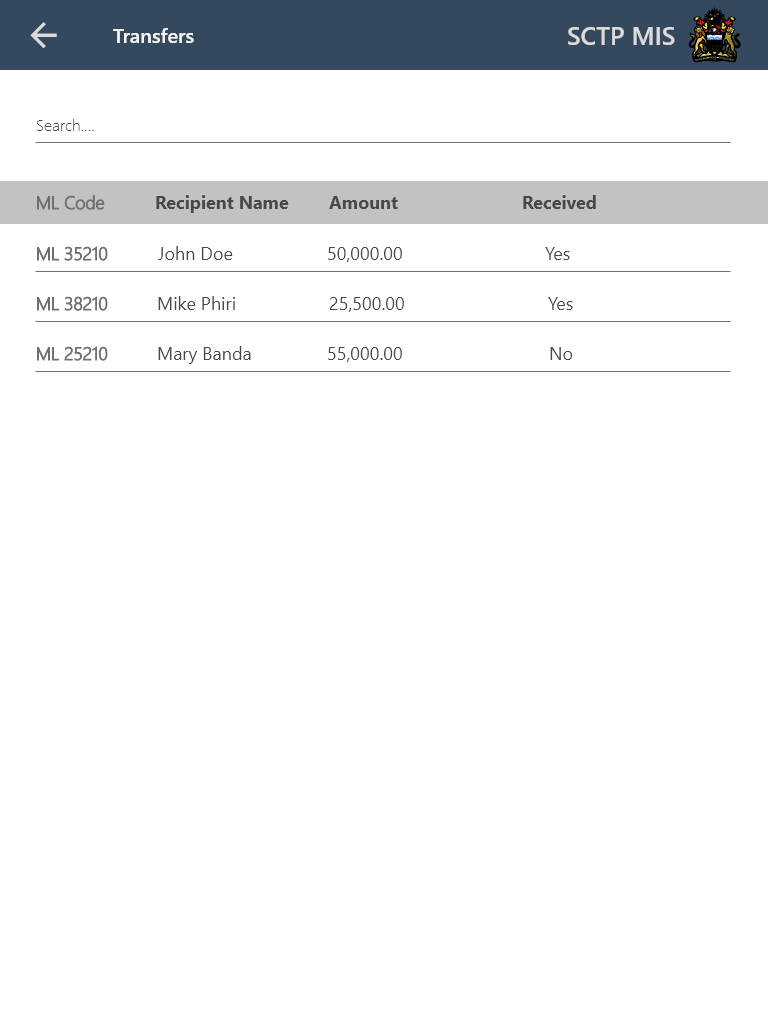 Transfers SCTP MIS
Search....
ML Code Recipient Name Amount Received
ML 35210 John Doe 50,000.00 Yes
ML 38210 Mike Phiri 25,500.00 Yes
ML 25210 Mary Banda 55,000.00 No